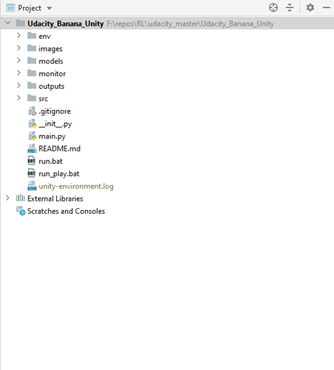 Project
Udacity_Banana_Unity F:\repos\RL\udacity_master\Udacity_Banana_Unity
env
images
models
monitor
outputs
src
.gitignore
__init__.py
main.py
README.md
run.bat
run_play.bat
unity-environment.log
External Libraries
Scratches and Consoles